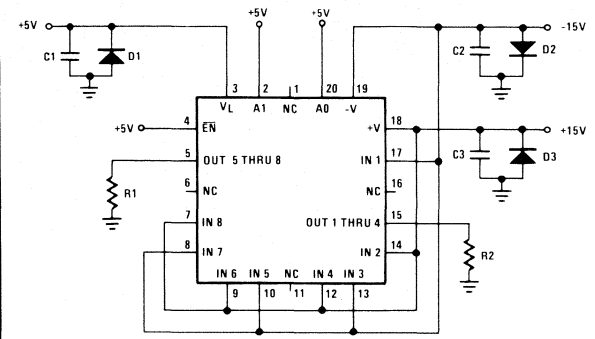 +5V
+5V
+5V
-15V
C1
D1
C2
D2
3
2
1
20
19
VL
A1
NC
A0
-V
+5V
4
EN
+V
18
+15V
5
OUT 5 THRU 8
IN 1
17
C3
D3
R1
6
NC
NC
16
7
IN 8
OUT 1 THRU 4
15
8
IN 7
IN 2
14
R2
IN 6
IN 5
NC
IN 4
IN 3
9
10
11
12
13